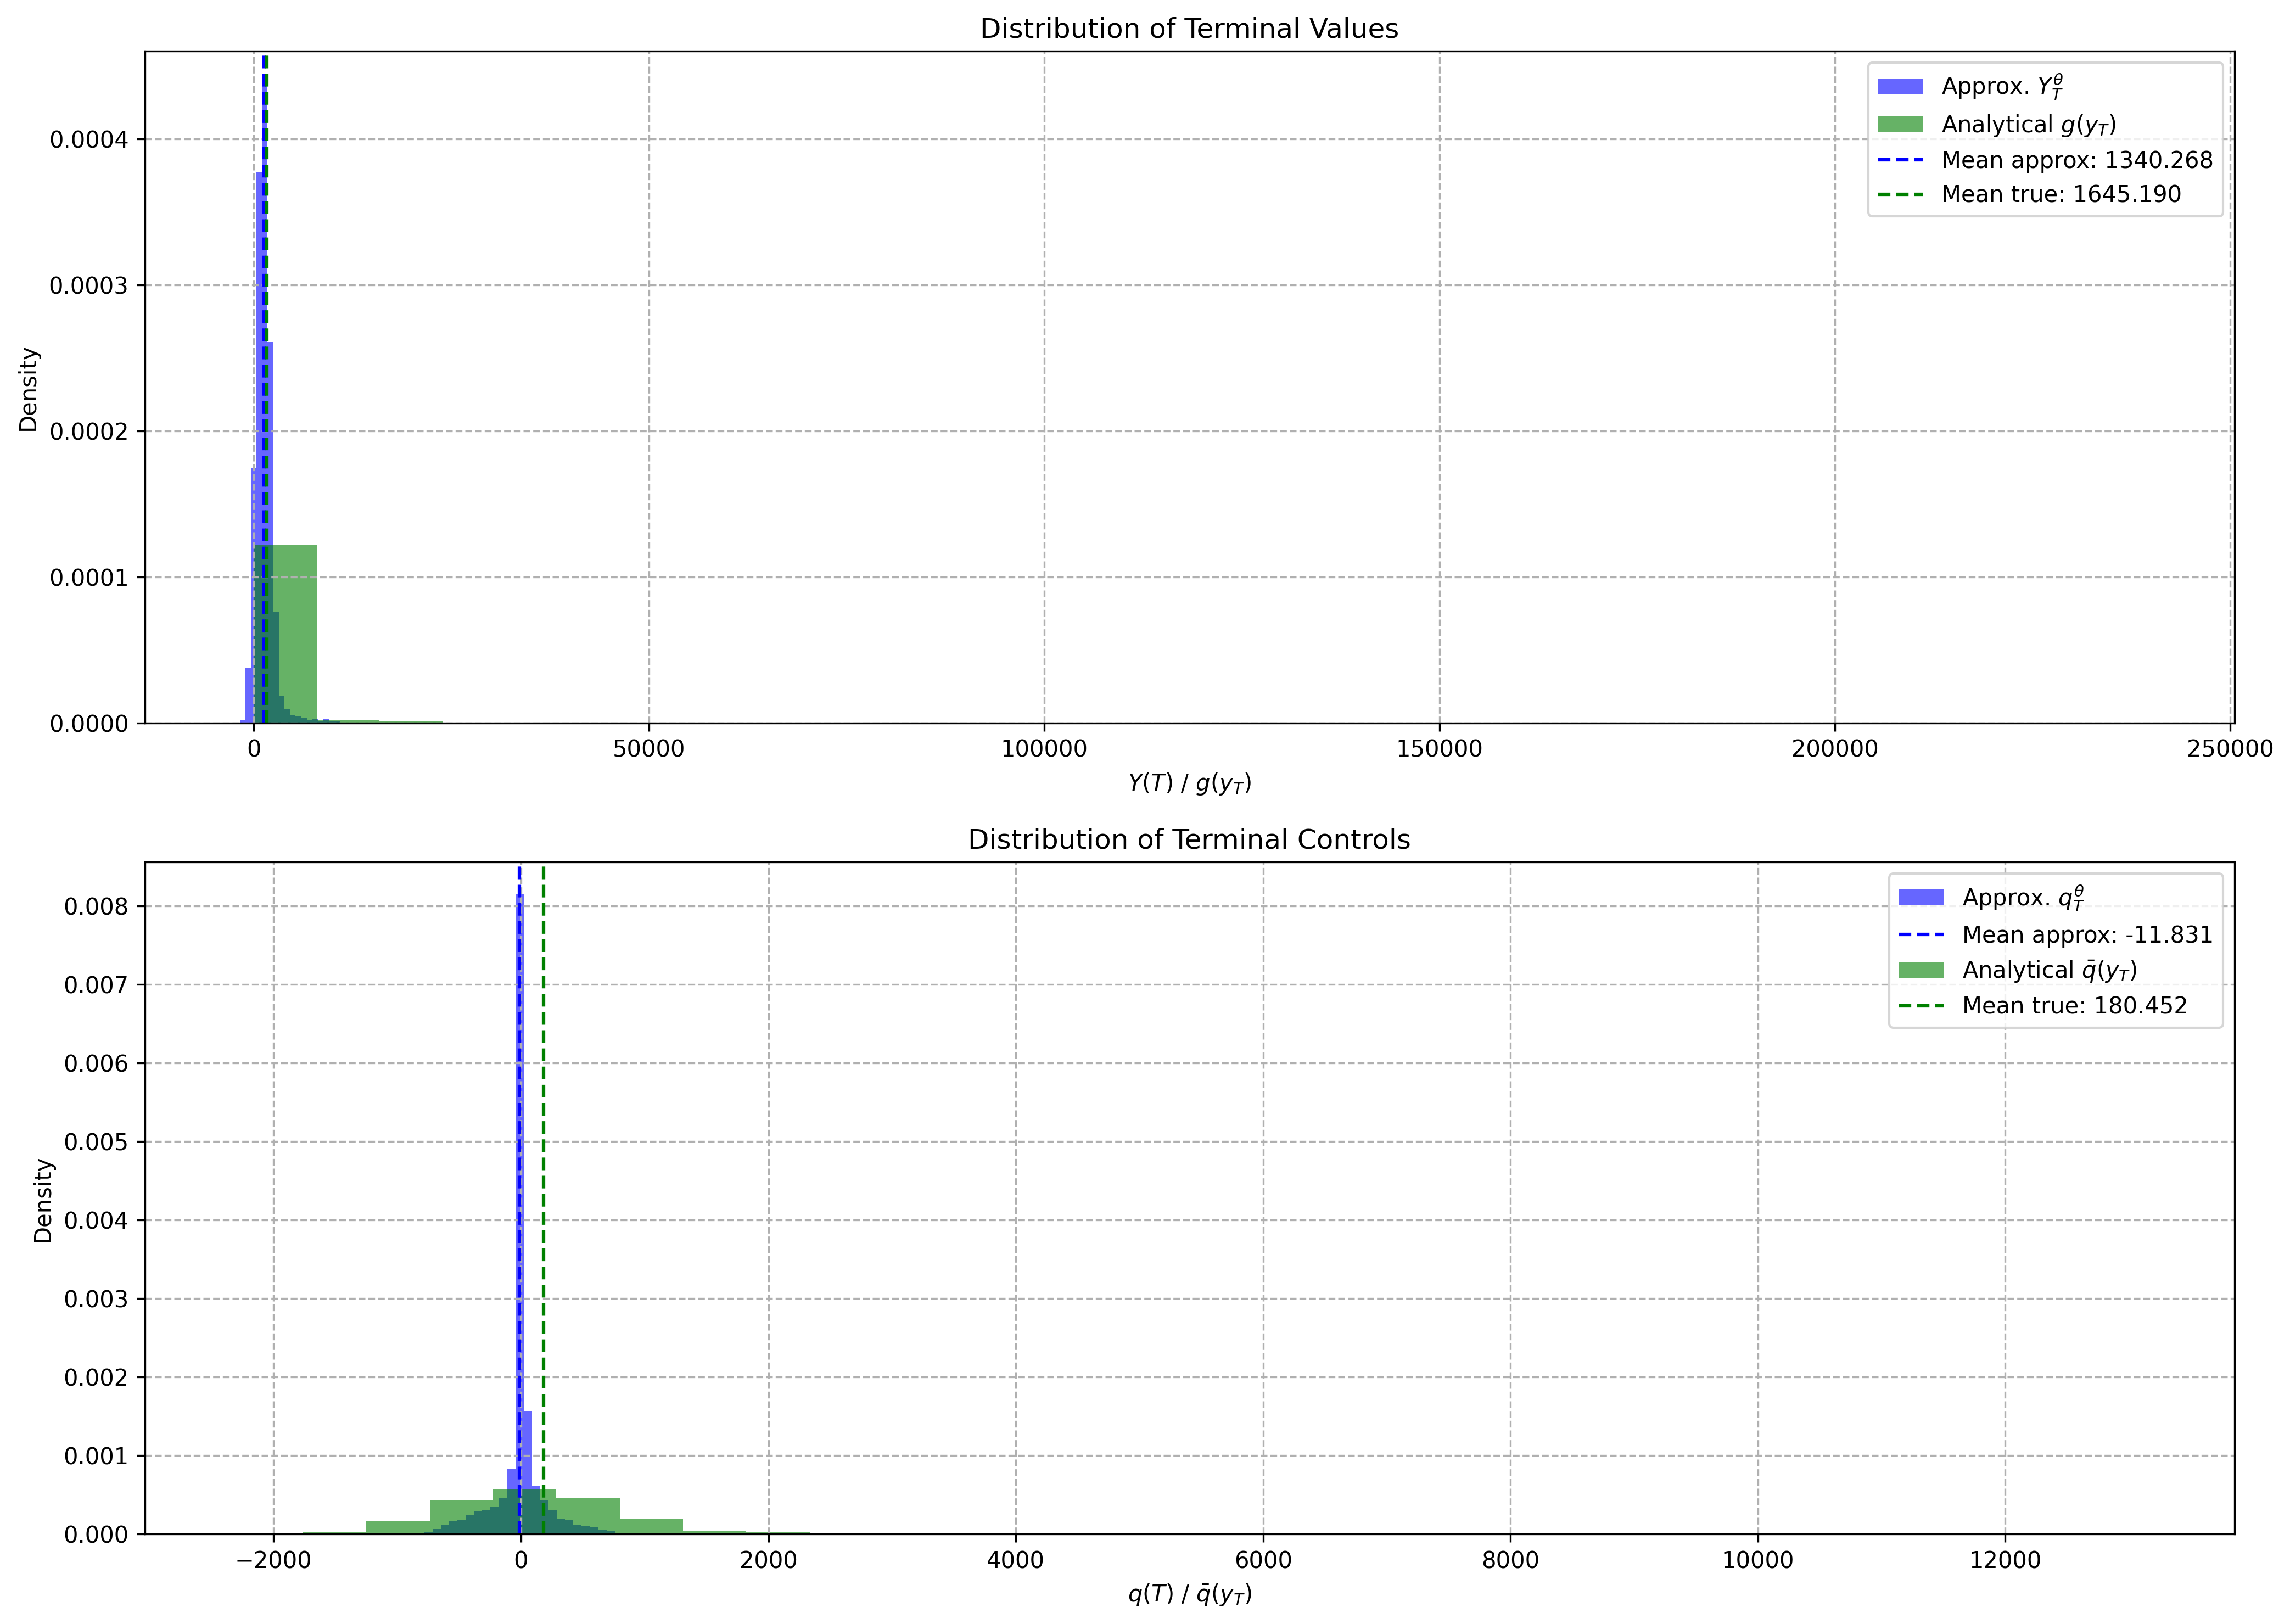 Distribution of Terminal Values
Density
0.0004
0.0003
0.0002
0.0001
0.0000
0 50000 100000 150000 200000 250000
Y(T) / g(y_T)
Approx. Y_T^θ
Analytical g(y_T)
Mean approx: 1340.268
Mean true: 1645.190
Distribution of Terminal Controls
Density
0.008
0.007
0.006
0.005
0.004
0.003
0.002
0.001
0.000
−2000 0 2000 4000 6000 8000 10000 12000
q(T) / q̄(y_T)
Approx. q_T^θ
Mean approx: -11.831
Analytical q̄(y_T)
Mean true: 180.452